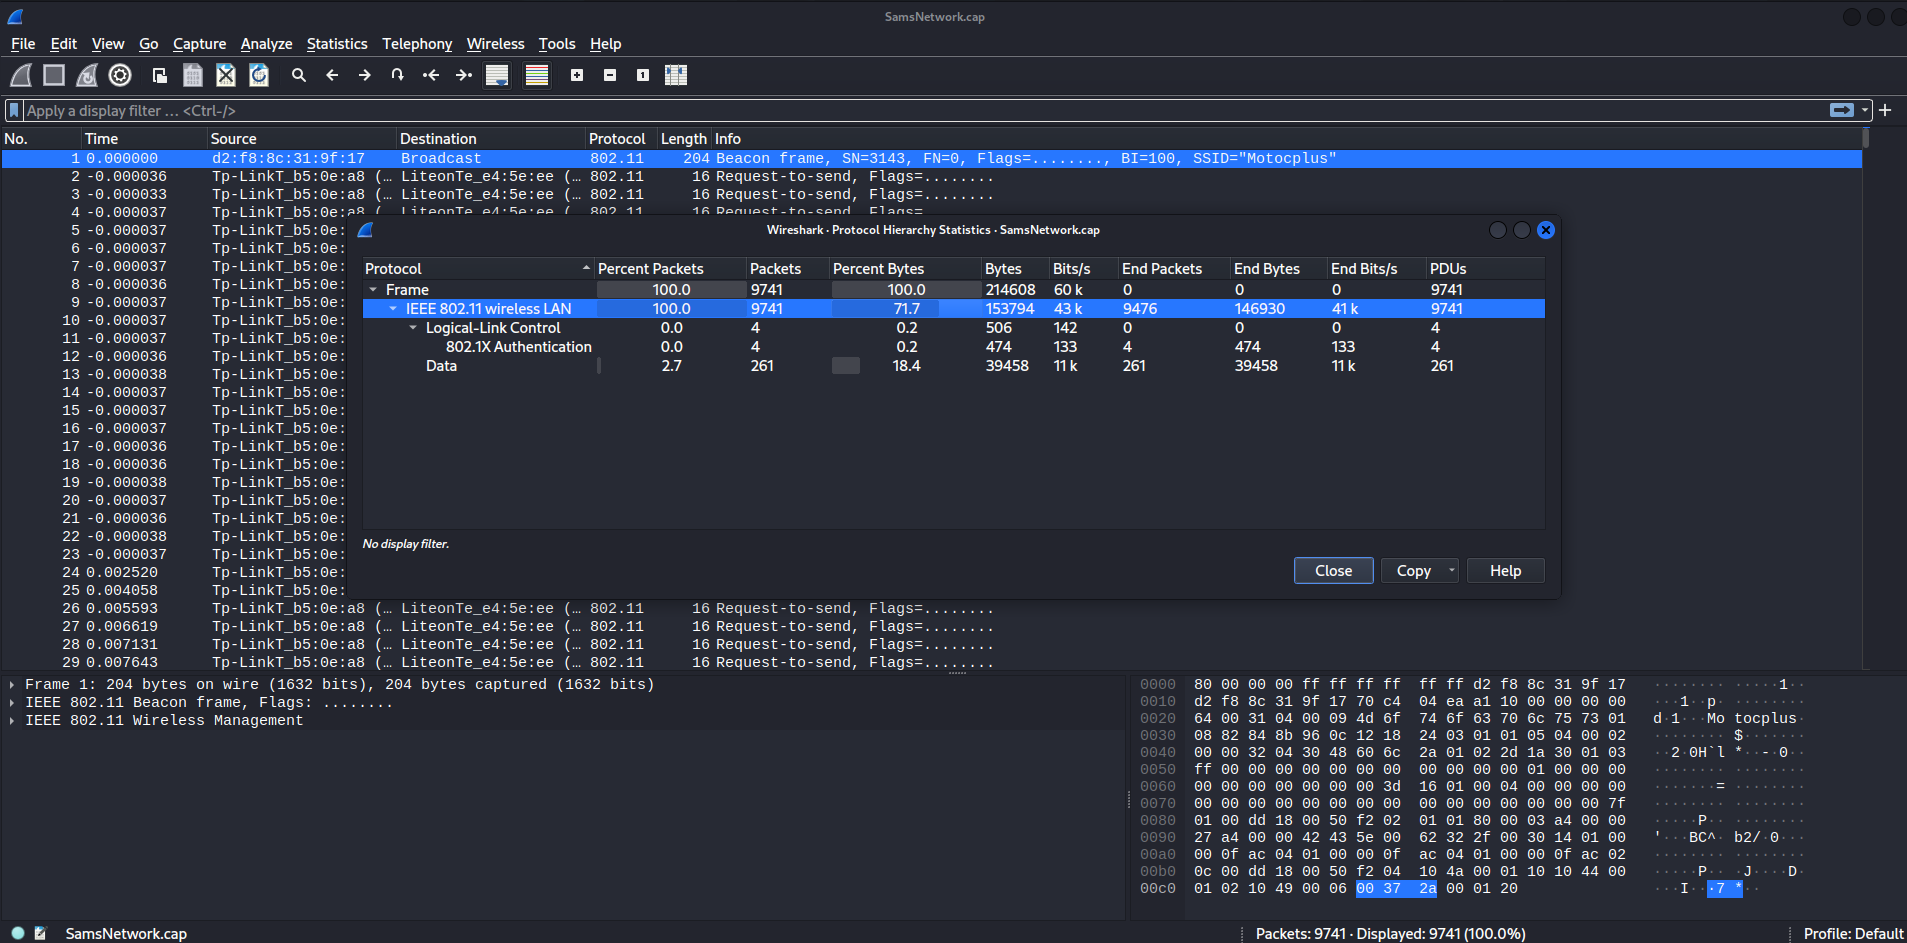 SamsNetwork.cap
File Edit View Go Capture Analyze Statistics Telephony Wireless Tools Help
Apply a display filter … <Ctrl-/>
No. Time Source Destination Protocol Length Info
1 0.000000 d2:f8:8c:31:9f:17 Broadcast 802.11 204 Beacon frame, SN=3143, FN=0, Flags=........, BI=100, SSID="Motocplus"
2 -0.000036 Tp-LinkT_b5:0e:a8 (… LiteonTe_e4:5e:ee (… 802.11 16 Request-to-send, Flags=........
3 -0.000033 Tp-LinkT_b5:0e:a8 (… LiteonTe_e4:5e:ee (… 802.11 16 Request-to-send, Flags=........
4 -0.000037 Tp-LinkT_b5:0e:a8 (… LiteonTe_e4:5e:ee (… 802.11 16 Request-to-send, Flags=
5 -0.000037 Tp-LinkT_b5:0e:
6 -0.000037 Tp-LinkT_b5:0e:
7 -0.000037 Tp-LinkT_b5:0e:
8 -0.000036 Tp-LinkT_b5:0e:
9 -0.000037 Tp-LinkT_b5:0e:
10 -0.000037 Tp-LinkT_b5:0e:
11 -0.000037 Tp-LinkT_b5:0e:
12 -0.000036 Tp-LinkT_b5:0e:
13 -0.000038 Tp-LinkT_b5:0e:
14 -0.000037 Tp-LinkT_b5:0e:
15 -0.000037 Tp-LinkT_b5:0e:
16 -0.000037 Tp-LinkT_b5:0e:
17 -0.000036 Tp-LinkT_b5:0e:
18 -0.000036 Tp-LinkT_b5:0e:
19 -0.000038 Tp-LinkT_b5:0e:
20 -0.000037 Tp-LinkT_b5:0e:
21 -0.000036 Tp-LinkT_b5:0e:
22 -0.000038 Tp-LinkT_b5:0e:
23 -0.000037 Tp-LinkT_b5:0e:
24 0.002520 Tp-LinkT_b5:0e:
25 0.004058 Tp-LinkT_b5:0e:
26 0.005593 Tp-LinkT_b5:0e:a8 (… LiteonTe_e4:5e:ee (… 802.11 16 Request-to-send, Flags=........
27 0.006619 Tp-LinkT_b5:0e:a8 (… LiteonTe_e4:5e:ee (… 802.11 16 Request-to-send, Flags=........
28 0.007131 Tp-LinkT_b5:0e:a8 (… LiteonTe_e4:5e:ee (… 802.11 16 Request-to-send, Flags=........
29 0.007643 Tp-LinkT_b5:0e:a8 (… LiteonTe_e4:5e:ee (… 802.11 16 Request-to-send, Flags=........
Wireshark · Protocol Hierarchy Statistics · SamsNetwork.cap
Protocol Percent Packets Packets Percent Bytes Bytes Bits/s End Packets End Bytes End Bits/s PDUs
Frame 100.0 9741 100.0 214608 60 k 0 0 0 9741
IEEE 802.11 wireless LAN 100.0 9741 71.7 153794 43 k 9476 146930 41 k 9741
Logical-Link Control 0.0 4 0.2 506 142 0 0 0 4
802.1X Authentication 0.0 4 0.2 474 133 4 474 133 4
Data 2.7 261 18.4 39458 11 k 261 39458 11 k 261
No display filter.
Close Copy Help
Frame 1: 204 bytes on wire (1632 bits), 204 bytes captured (1632 bits)
IEEE 802.11 Beacon frame, Flags: ........
IEEE 802.11 Wireless Management
0000 80 00 00 00 ff ff ff ff ff ff d2 f8 8c 31 9f 17 ········ ·····1··
0010 d2 f8 8c 31 9f 17 70 c4 04 ea a1 10 00 00 00 00 ···1··p· ········
0020 64 00 31 04 00 09 4d 6f 74 6f 63 70 6c 75 73 01 d·1···Mo tocplus·
0030 08 82 84 8b 96 0c 12 18 24 03 01 01 05 04 00 02 ········ $·······
0040 00 00 32 04 30 48 60 6c 2a 01 02 2d 1a 30 01 03 ··2·0H`l *··-·0··
0050 ff 00 00 00 00 00 00 00 00 00 00 00 01 00 00 00 ········ ········
0060 00 00 00 00 00 00 00 3d 16 01 00 04 00 00 00 00 ·······= ········
0070 00 00 00 00 00 00 00 00 00 00 00 00 00 00 00 7f ········ ········
0080 01 00 dd 18 00 50 f2 02 01 01 80 00 03 a4 00 00 ·····P·· ········
0090 27 a4 00 00 42 43 5e 00 62 32 2f 00 30 14 01 00 '···BC^· b2/·0···
00a0 00 0f ac 04 01 00 00 0f ac 04 01 00 00 0f ac 02 ········ ········
00b0 0c 00 dd 18 00 50 f2 04 10 4a 00 01 10 10 44 00 ·····P·· ·J····D·
00c0 01 02 10 49 00 06 00 37 2a 00 01 20 ···I···7 *··
SamsNetwork.cap
Packets: 9741 · Displayed: 9741 (100.0%)
Profile: Default